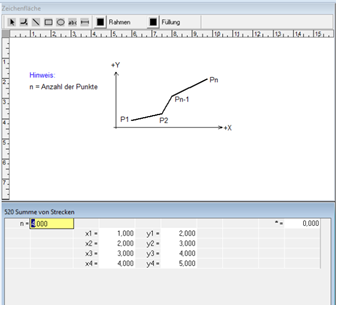 Zeichenfläche
abc Rahmen Füllung
1 2 3 4 5 6 7 8 9 10 11 12 13 14 15
1
2
3
4
5
6
7
+Y
Hinweis:
n = Anzahl der Punkte
Pn
Pn-1
P1
P2
+X
520 Summe von Strecken
n = 4,000 * = 0,000
x1 = 1,000 y1 = 2,000
x2 = 2,000 y2 = 3,000
x3 = 3,000 y3 = 4,000
x4 = 4,000 y4 = 5,000